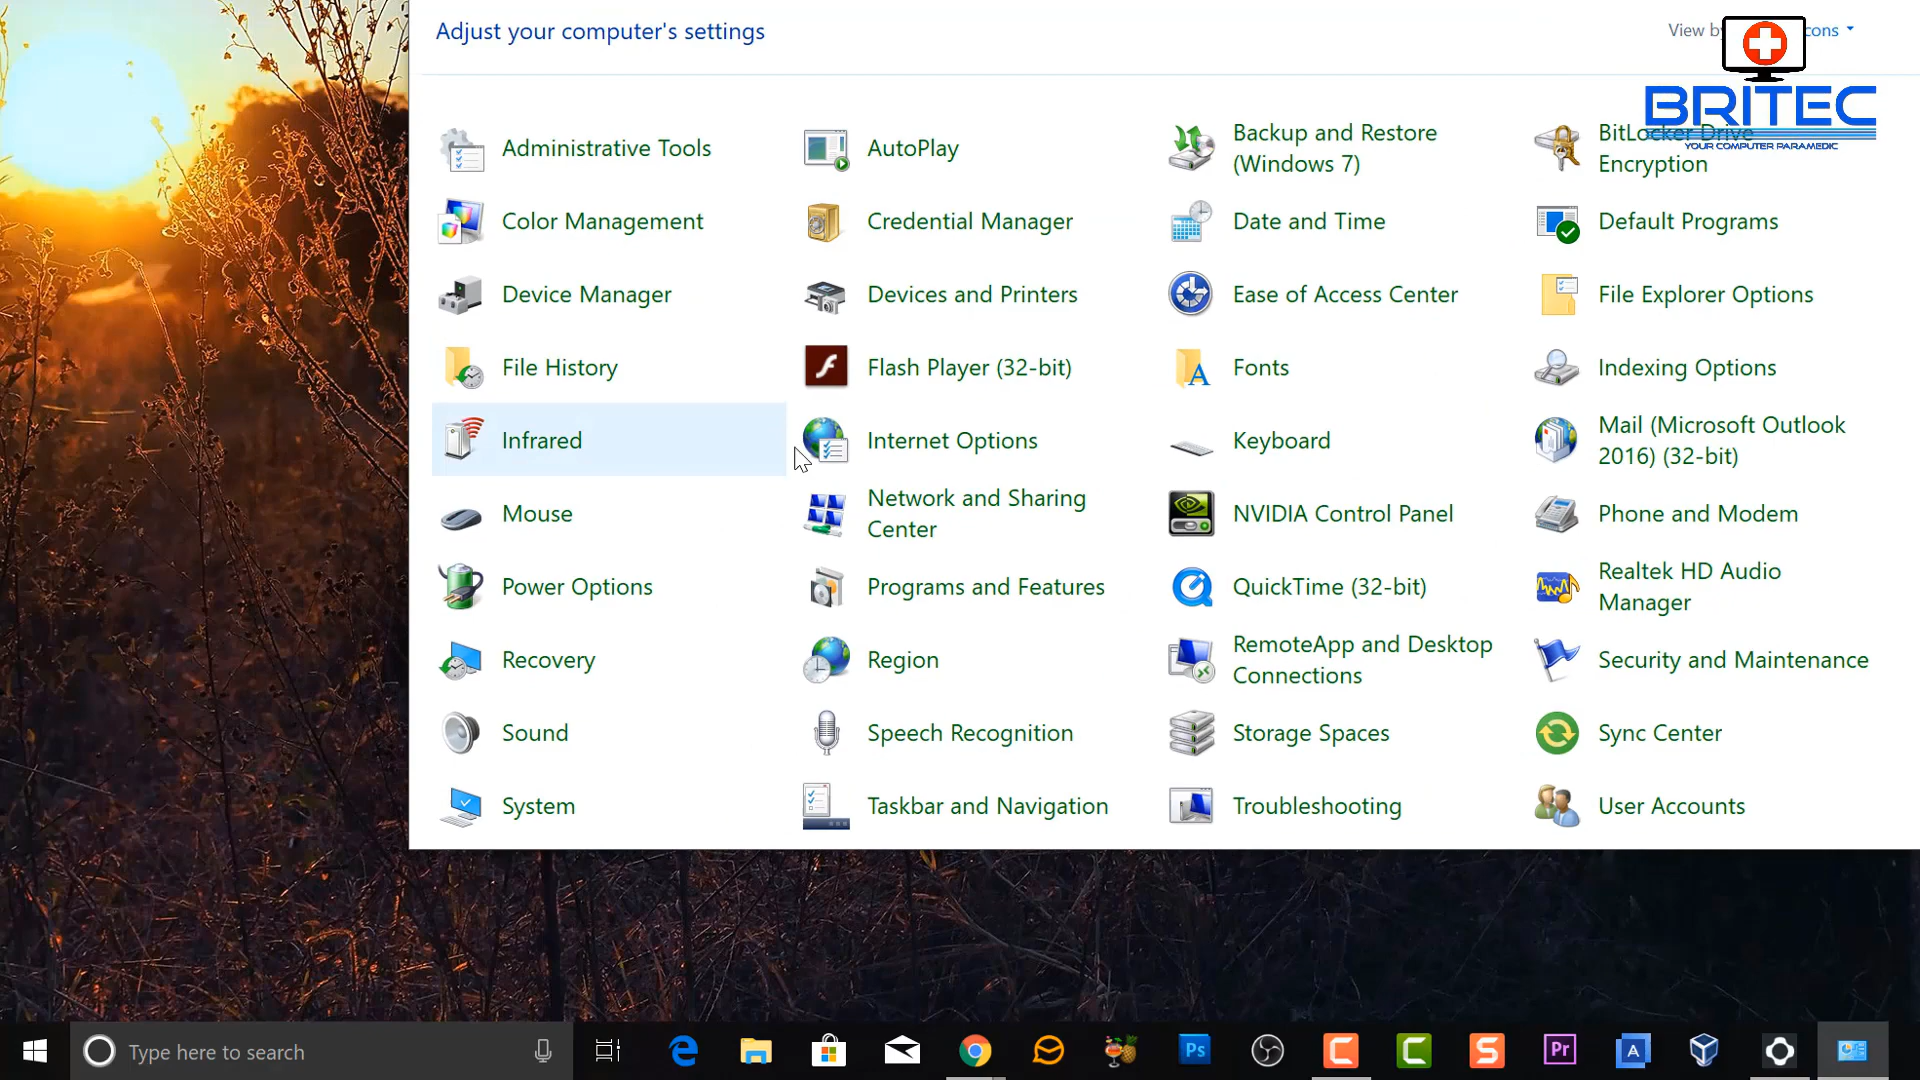 Adjust your computer's settings
View by
cons
BRITEC
YOUR COMPUTER PARAMEDIC
Administrative Tools
AutoPlay
Backup and Restore
(Windows 7)
BitLocker Drive
Encryption
Color Management
Credential Manager
Date and Time
Default Programs
Device Manager
Devices and Printers
Ease of Access Center
File Explorer Options
File History
Flash Player (32-bit)
Fonts
Indexing Options
Infrared
Internet Options
Keyboard
Mail (Microsoft Outlook
2016) (32-bit)
Mouse
Network and Sharing
Center
NVIDIA Control Panel
Phone and Modem
Power Options
Programs and Features
QuickTime (32-bit)
Realtek HD Audio
Manager
Recovery
Region
RemoteApp and Desktop
Connections
Security and Maintenance
Sound
Speech Recognition
Storage Spaces
Sync Center
System
Taskbar and Navigation
Troubleshooting
User Accounts
Type here to search
Ps
Pr